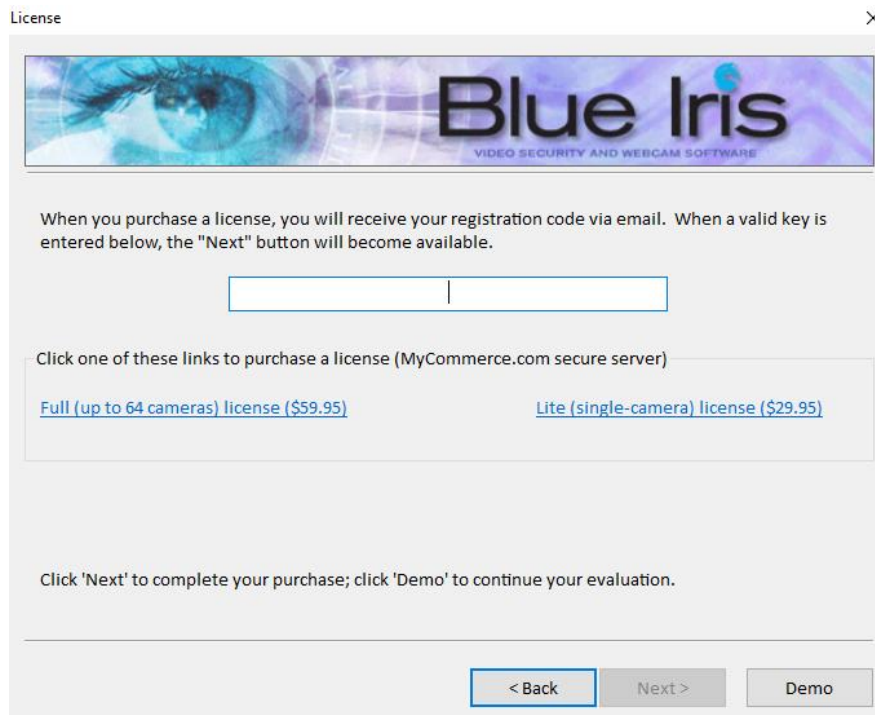 License
Blue Iris
VIDEO SECURITY AND WEBCAM SOFTWARE
When you purchase a license, you will receive your registration code via email.  When a valid key is
entered below, the "Next" button will become available.
Click one of these links to purchase a license (MyCommerce.com secure server)
Full (up to 64 cameras) license ($59.95) Lite (single-camera) license ($29.95)
Click 'Next' to complete your purchase; click 'Demo' to continue your evaluation.
< Back Next > Demo